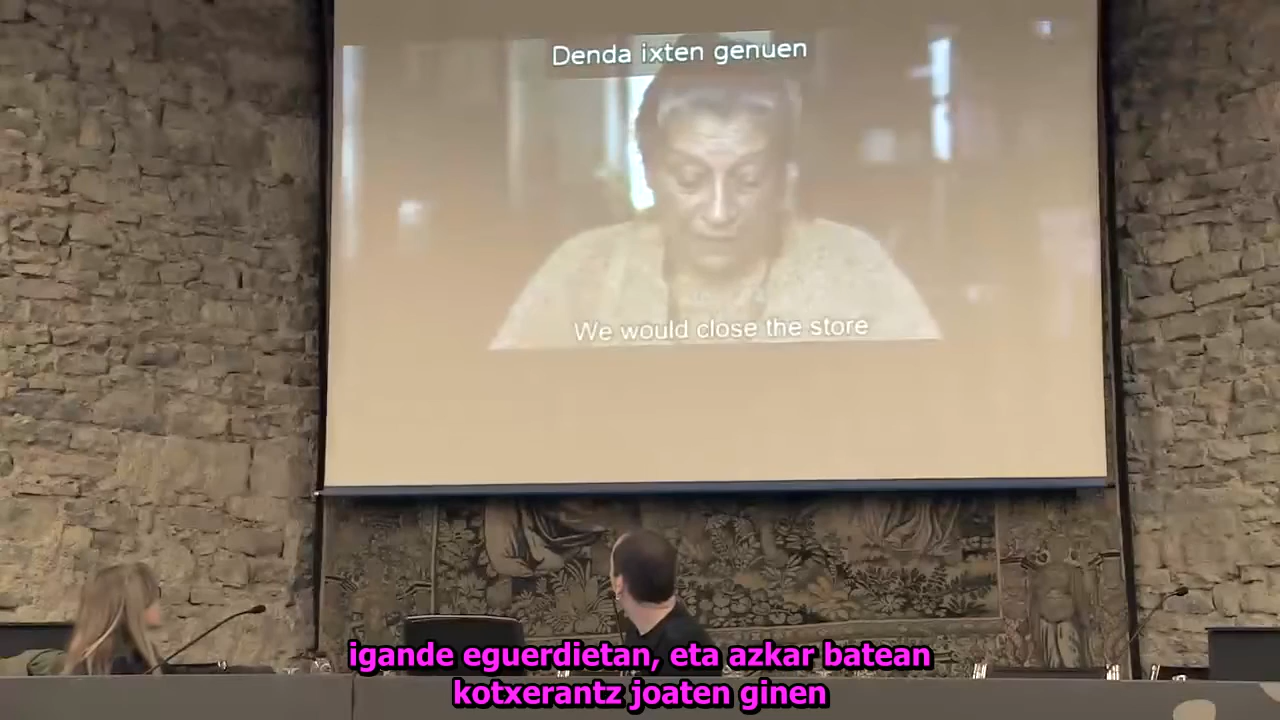 Denda ixten genuen
We would close the store
igande eguerdietan, eta azkar batean
kotxerantz joaten ginen